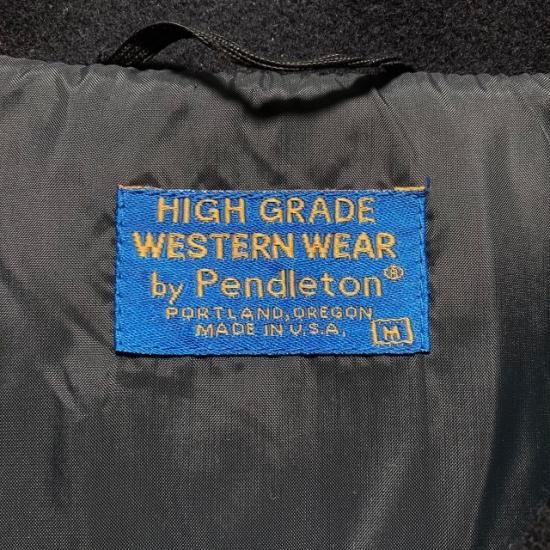 HIGH GRADE
WESTERN WEAR
by Pendleton®
PORTLAND, OREGON
MADE IN U.S.A. M